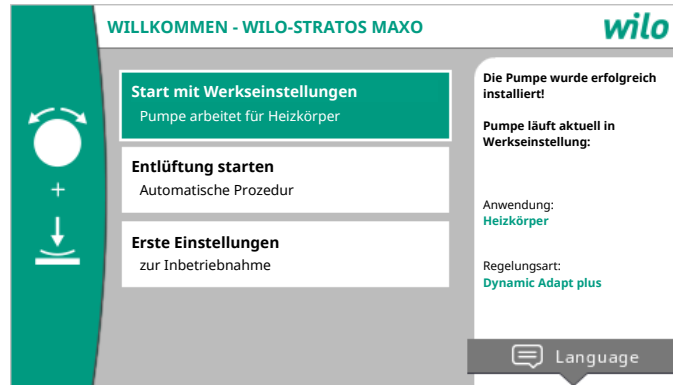 WILLKOMMEN - WILO-STRATOS MAXO
wilo
Start mit Werkseinstellungen
Pumpe arbeitet für Heizkörper
Entlüftung starten
Automatische Prozedur
Erste Einstellungen
zur Inbetriebnahme
+
Die Pumpe wurde erfolgreich
installiert!
Pumpe läuft aktuell in
Werkseinstellung:
Anwendung:
Heizkörper
Regelungsart:
Dynamic Adapt plus
Language